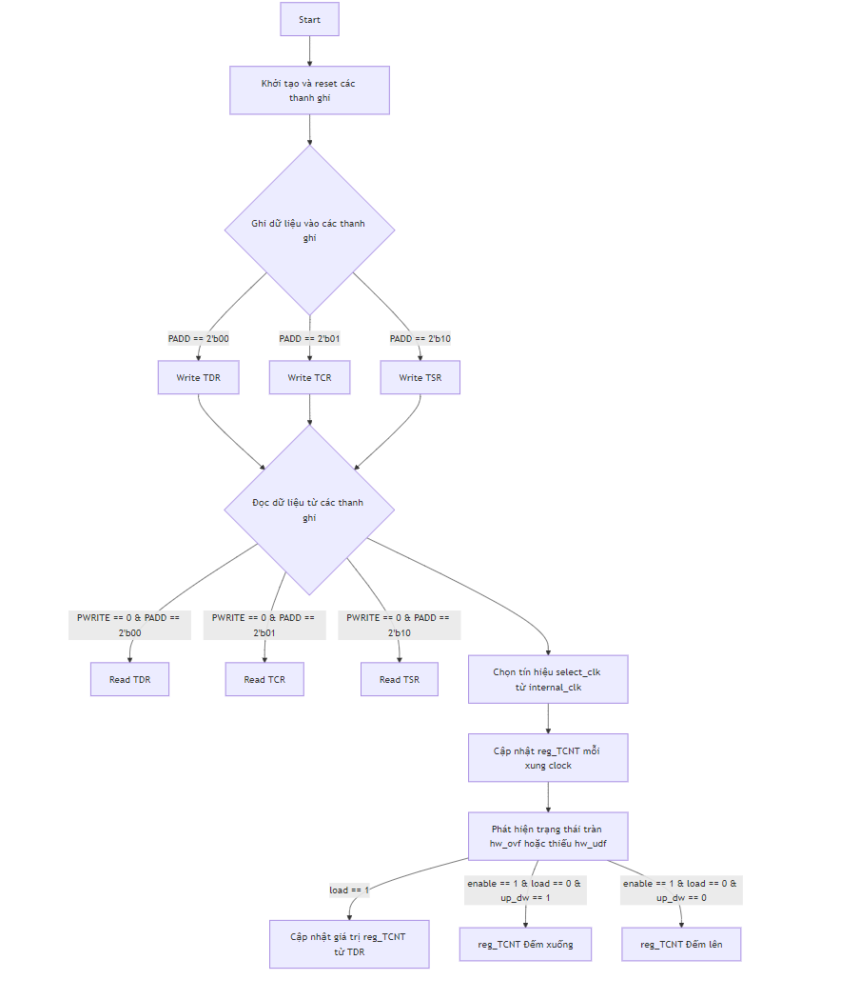 Start
Khởi tạo và reset các
thanh ghi
Ghi dữ liệu vào các thanh
ghi
PADD == 2'b00
PADD == 2'b01
PADD == 2'b10
Write TDR
Write TCR
Write TSR
Đọc dữ liệu từ các thanh
ghi
PWRITE == 0 & PADD ==
2'b00
PWRITE == 0 & PADD ==
2'b01
PWRITE == 0 & PADD ==
2'b10
Read TDR
Read TCR
Read TSR
Chọn tín hiệu select_clk
từ internal_clk
Cập nhật reg_TCNT mỗi
xung clock
Phát hiện trạng thái tràn
hw_ovf hoặc thiếu hw_udf
load == 1
enable == 1 & load == 0 &
up_dw == 1
enable == 1 & load == 0 &
up_dw == 0
Cập nhật giá trị reg_TCNT
từ TDR
reg_TCNT Đếm xuống
reg_TCNT Đếm lên